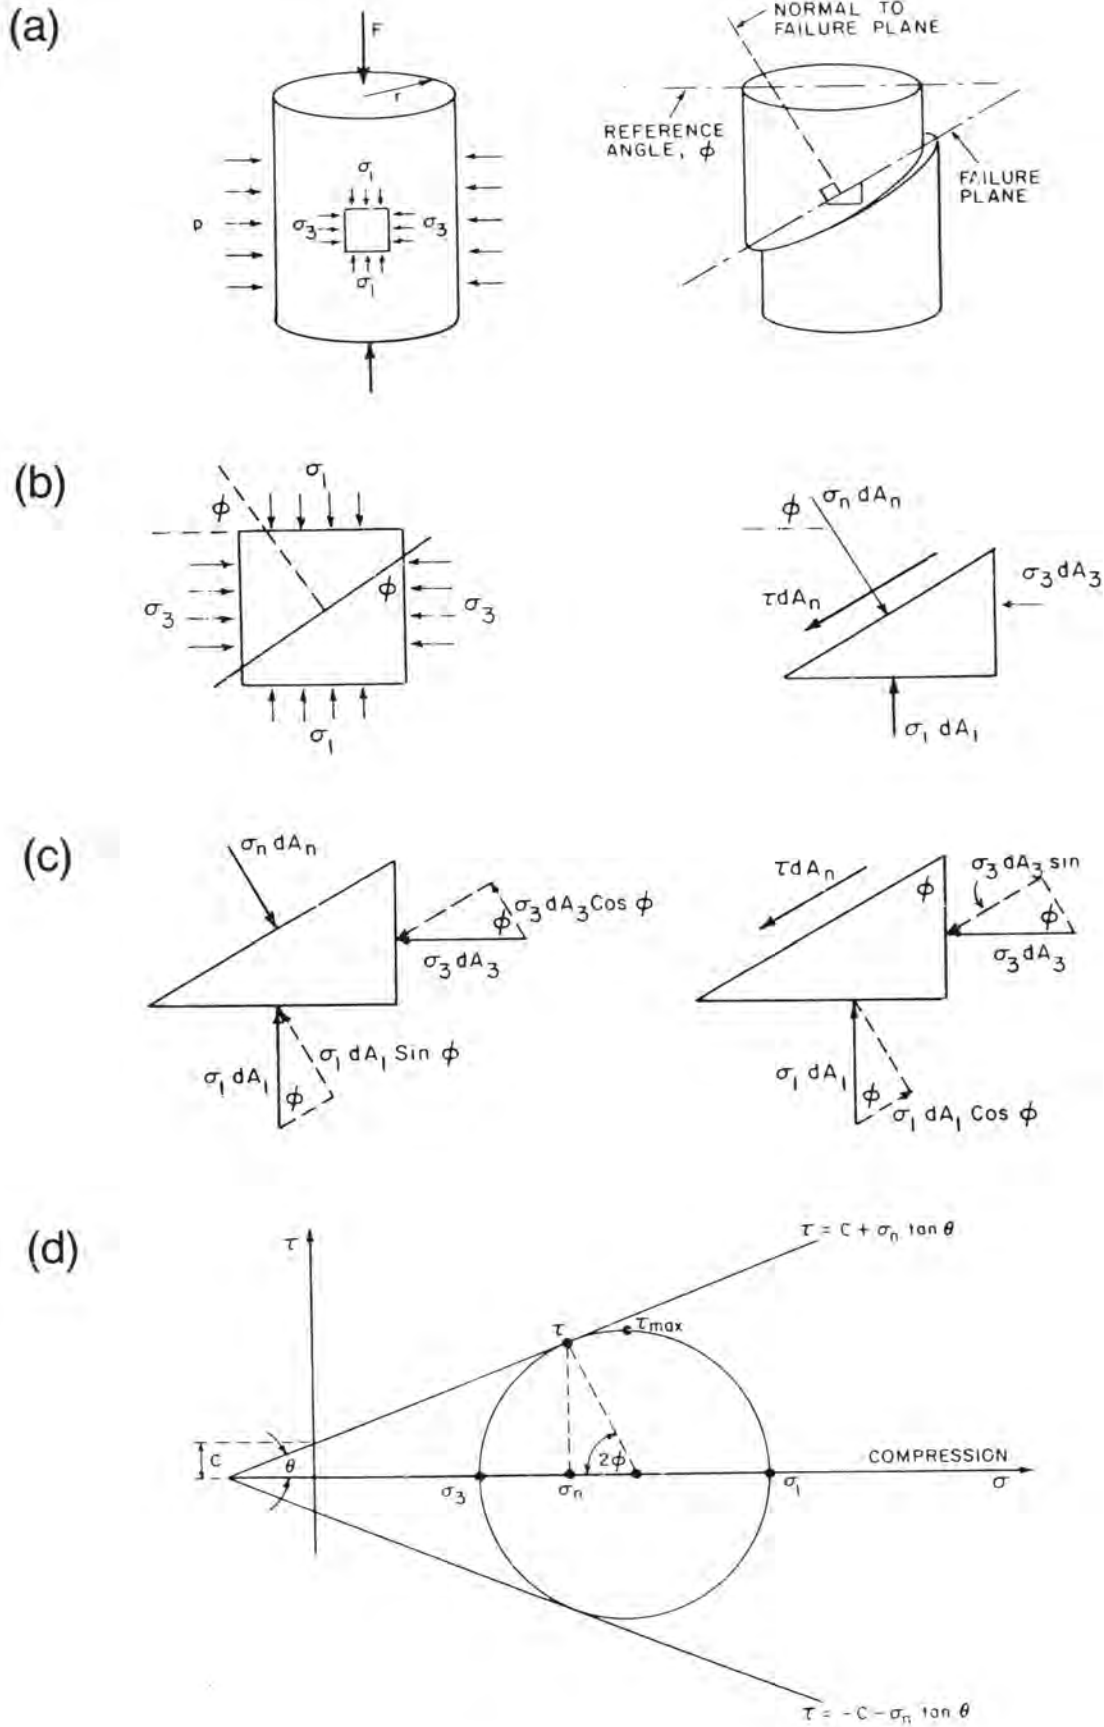 (a)
F
r
σ₁
P
σ₃
σ₃
σ₁
NORMAL TO
FAILURE PLANE
REFERENCE
ANGLE, ϕ
FAILURE
PLANE
(b)
σ₁
ϕ
ϕ
σ₃
σ₃
σ₁
ϕ
σₙ dAₙ
τdAₙ
σ₃ dA₃
σ₁ dA₁
(c)
σₙ dAₙ
σ₃ dA₃ Cos ϕ
ϕ
σ₃ dA₃
σ₁ dA₁ Sin ϕ
σ₁ dA₁
ϕ
τdAₙ
σ₃ dA₃ sin
ϕ
ϕ
σ₃ dA₃
σ₁ dA₁
ϕ
σ₁ dA₁ Cos ϕ
(d)
τ
τ = C + σₙ tan θ
τ
τmax
C
θ
2ϕ
COMPRESSION
σ₃
σₙ
σ₁
σ
τ = -C - σₙ tan θ